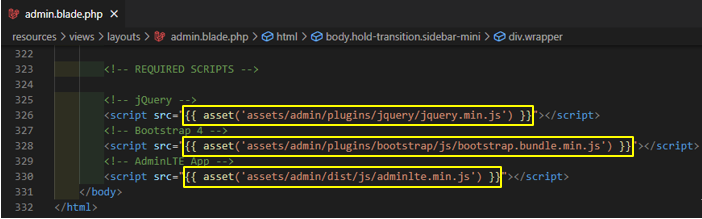 admin.blade.php ×
resources > views > layouts > admin.blade.php > html > body.hold-transition.sidebar-mini > div.wrapper
322
323 <!-- REQUIRED SCRIPTS -->
324
325 <!-- jQuery -->
326 <script src="{{ asset('assets/admin/plugins/jquery/jquery.min.js') }}"></script>
327 <!-- Bootstrap 4 -->
328 <script src="{{ asset('assets/admin/plugins/bootstrap/js/bootstrap.bundle.min.js') }}"></script>
329 <!-- AdminLTE App -->
330 <script src="{{ asset('assets/admin/dist/js/adminlte.min.js') }}"></script>
331 </body>
332 </html>